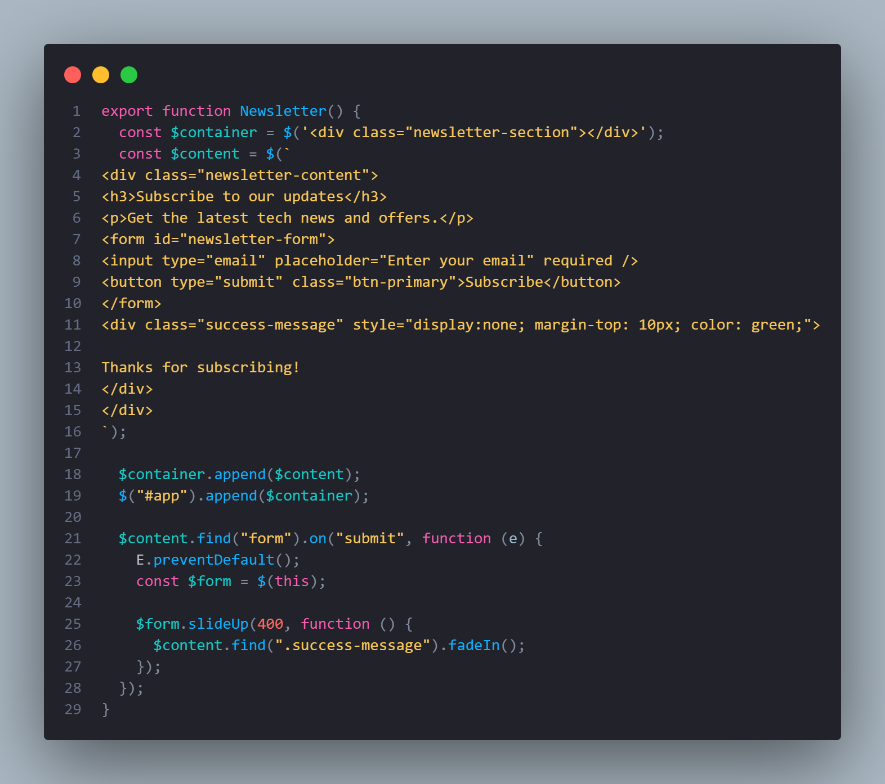 1 export function Newsletter() {
2   const $container = $('<div class="newsletter-section"></div>');
3   const $content = $(`
4 <div class="newsletter-content">
5 <h3>Subscribe to our updates</h3>
6 <p>Get the latest tech news and offers.</p>
7 <form id="newsletter-form">
8 <input type="email" placeholder="Enter your email" required />
9 <button type="submit" class="btn-primary">Subscribe</button>
10 </form>
11 <div class="success-message" style="display:none; margin-top: 10px; color: green;">
12
13 Thanks for subscribing!
14 </div>
15 </div>
16 `);
17
18   $container.append($content);
19   $("#app").append($container);
20
21   $content.find("form").on("submit", function (e) {
22     E.preventDefault();
23     const $form = $(this);
24
25     $form.slideUp(400, function () {
26       $content.find(".success-message").fadeIn();
27     });
28   });
29 }